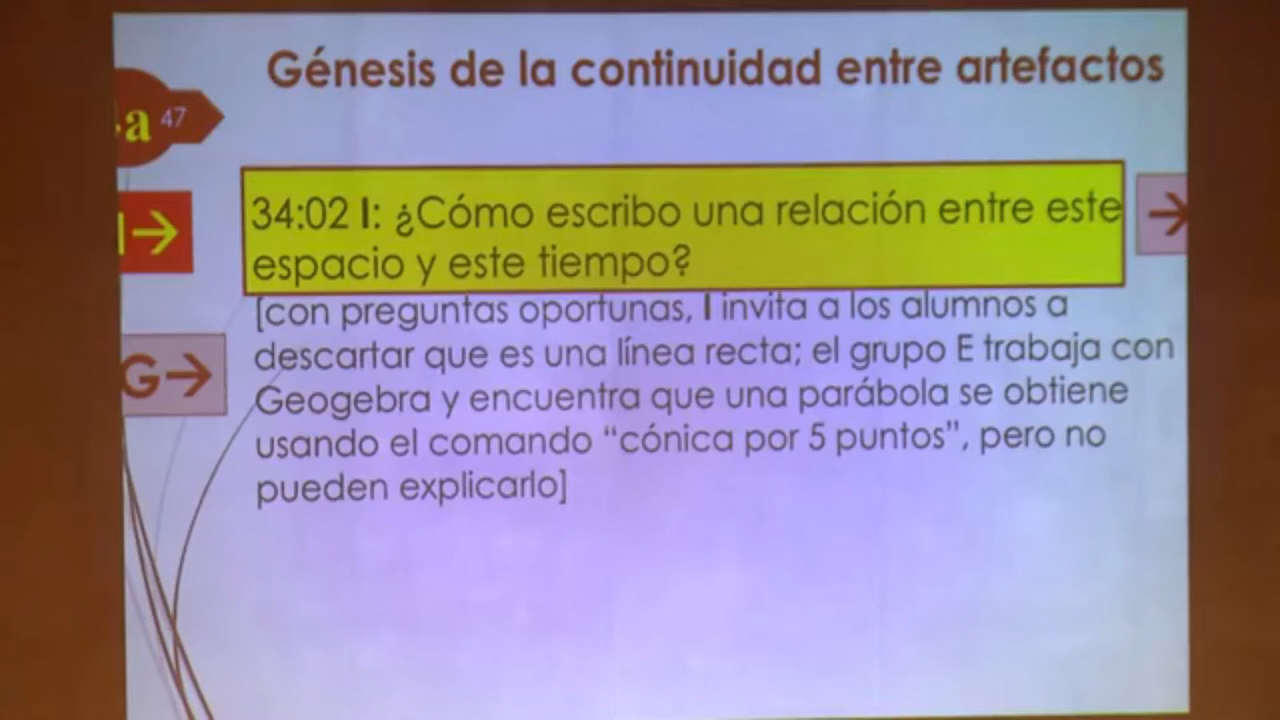 Génesis de la continuidad entre artefactos
a 47
34:02 I: ¿Cómo escribo una relación entre este
espacio y este tiempo?
[con preguntas oportunas, I invita a los alumnos a
descartar que es una línea recta; el grupo E trabaja con
G→
Geogebra y encuentra que una parábola se obtiene
usando el comando “cónica por 5 puntos”, pero no
pueden explicarlo]